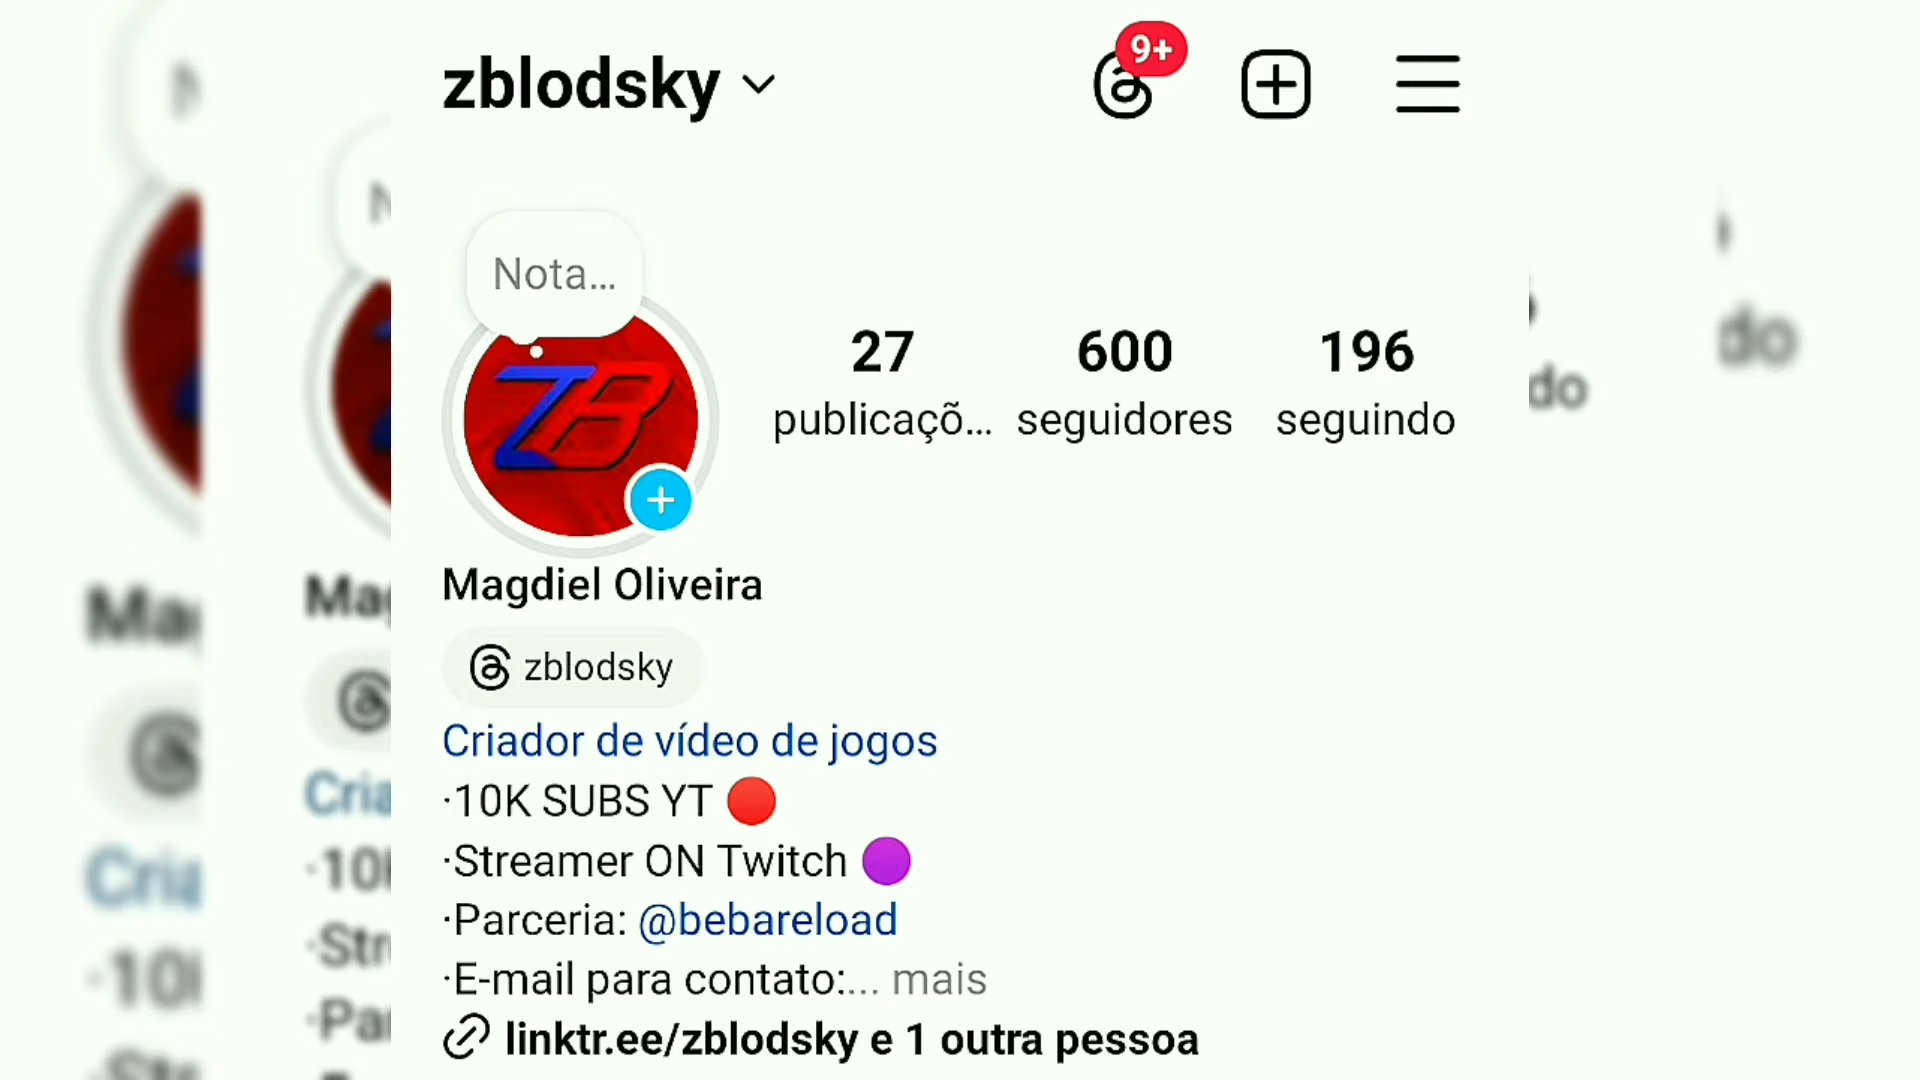 zblodsky
9+
Nota...
ZB
27 600 196
publicaçõ... seguidores seguindo
Magdiel Oliveira
zblodsky
Criador de vídeo de jogos
·10K SUBS YT 🔴
·Streamer ON Twitch 🟣
·Parceria: @bebareload
·E-mail para contato:... mais
linktr.ee/zblodsky e 1 outra pessoa